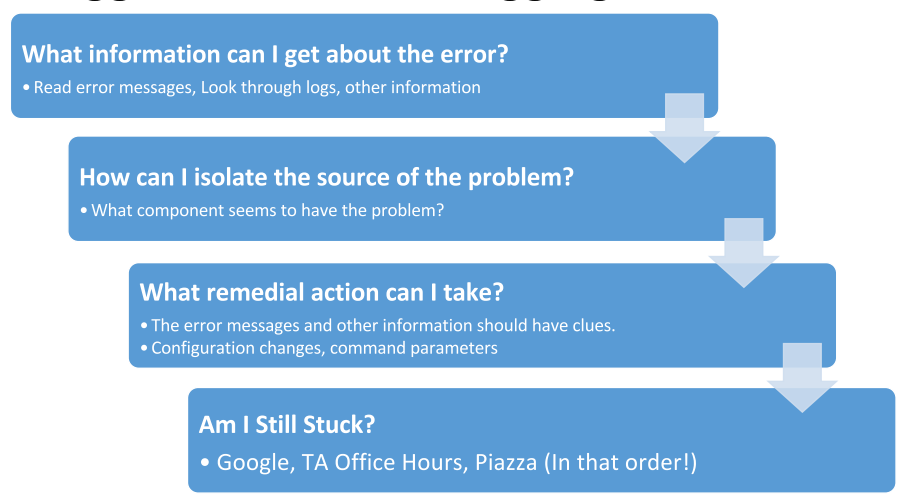 What information can I get about the error?
• Read error messages, Look through logs, other information
How can I isolate the source of the problem?
• What component seems to have the problem?
What remedial action can I take?
• The error messages and other information should have clues.
• Configuration changes, command parameters
Am I Still Stuck?
• Google, TA Office Hours, Piazza (In that order!)